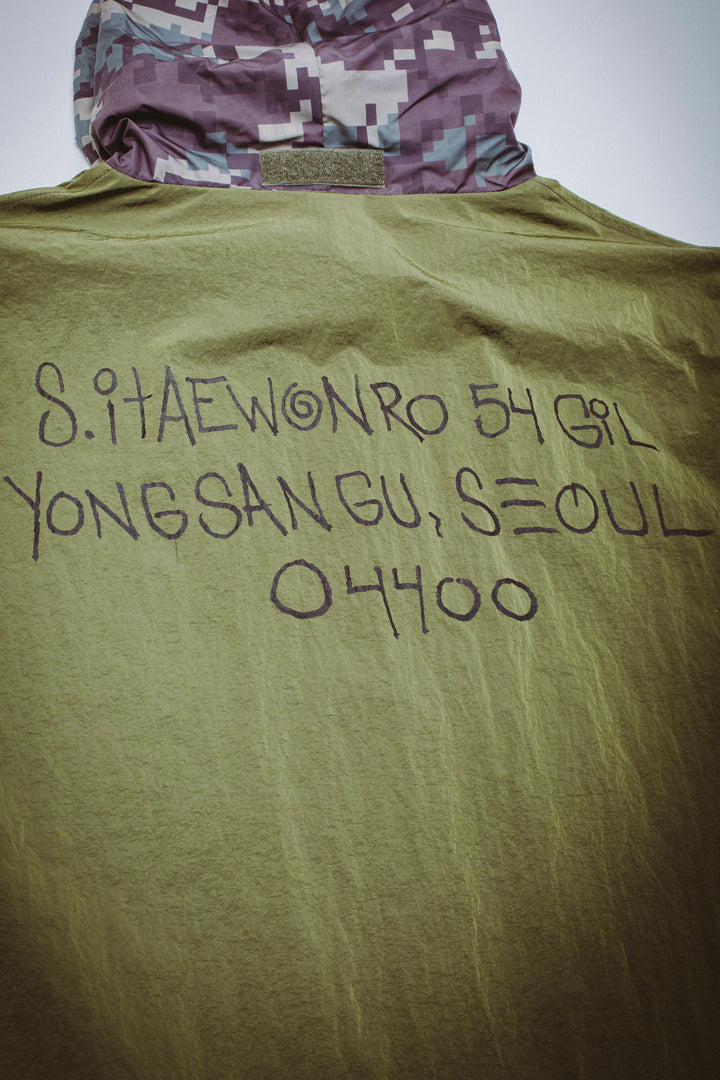 S. iTAEWONRO 54 GiL
YONGSANGU, SEOUL
04400